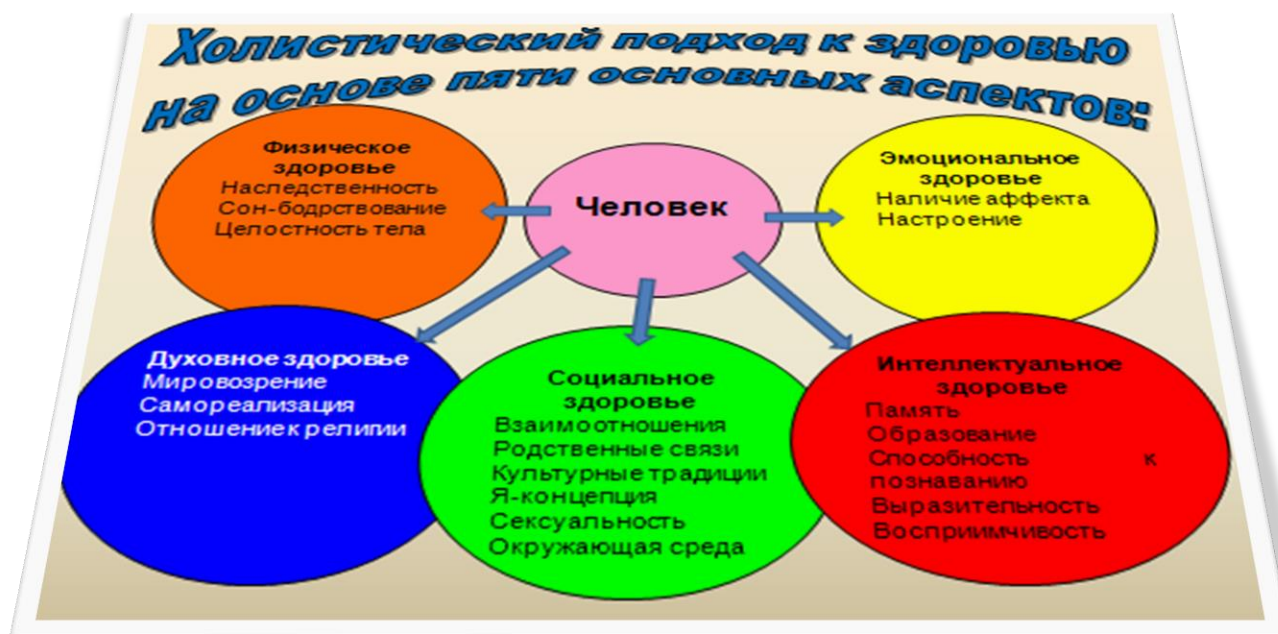 Холистический подход к здоровью
на основе пяти основных аспектов:
Физическое
здоровье
Наследственность
Сон-бодрствование
Целостность тела
Человек
Эмоциональное
здоровье
Наличие аффекта
Настроение
Духовное здоровье
Мировозрение
Самореализация
Отношение к религии
Социальное
здоровье
Взаимоотношения
Родственные связи
Культурные традиции
Я-концепция
Сексуальность
Окружающая среда
Интеллектуальное
здоровье
Память
Образование
Способность к
познаванию
Выразительность
Восприимчивость